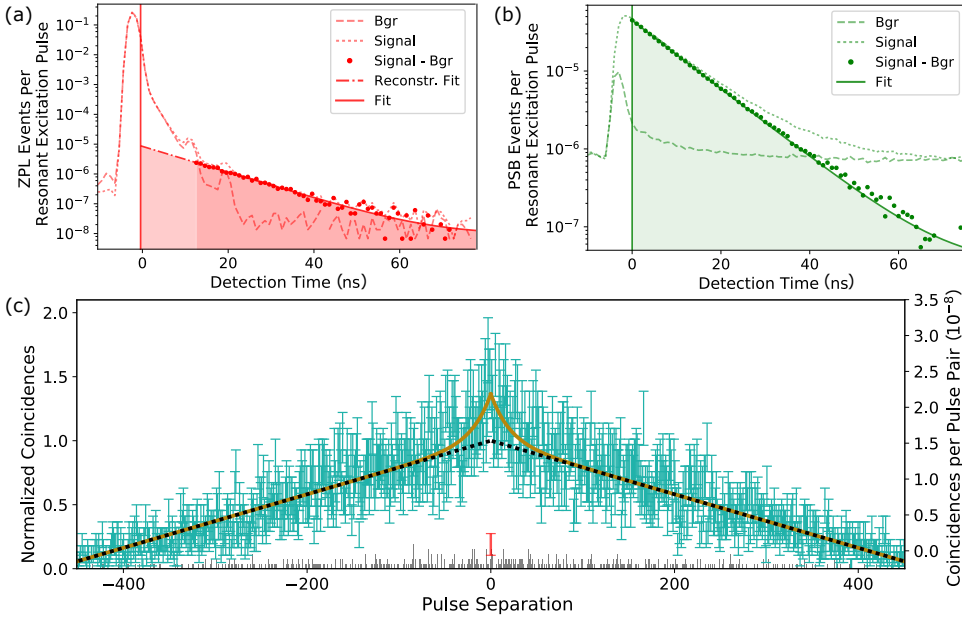 (a)
ZPL Events per
Resonant Excitation Pulse
10⁻¹
10⁻²
10⁻³
10⁻⁴
10⁻⁵
10⁻⁶
10⁻⁷
10⁻⁸
Bgr
Signal
Signal - Bgr
Reconstr. Fit
Fit
0 20 40 60
Detection Time (ns)
(b)
PSB Events per
Resonant Excitation Pulse
10⁻⁵
10⁻⁶
10⁻⁷
Bgr
Signal
Signal - Bgr
Fit
0 20 40 60
Detection Time (ns)
(c)
Normalized Coincidences
2.0
1.5
1.0
0.5
0.0
−400 −200 0 200 400
Pulse Separation
3.5
3.0
2.5
2.0
1.5
1.0
0.5
0.0
Coincidences per Pulse Pair (10⁻⁸)